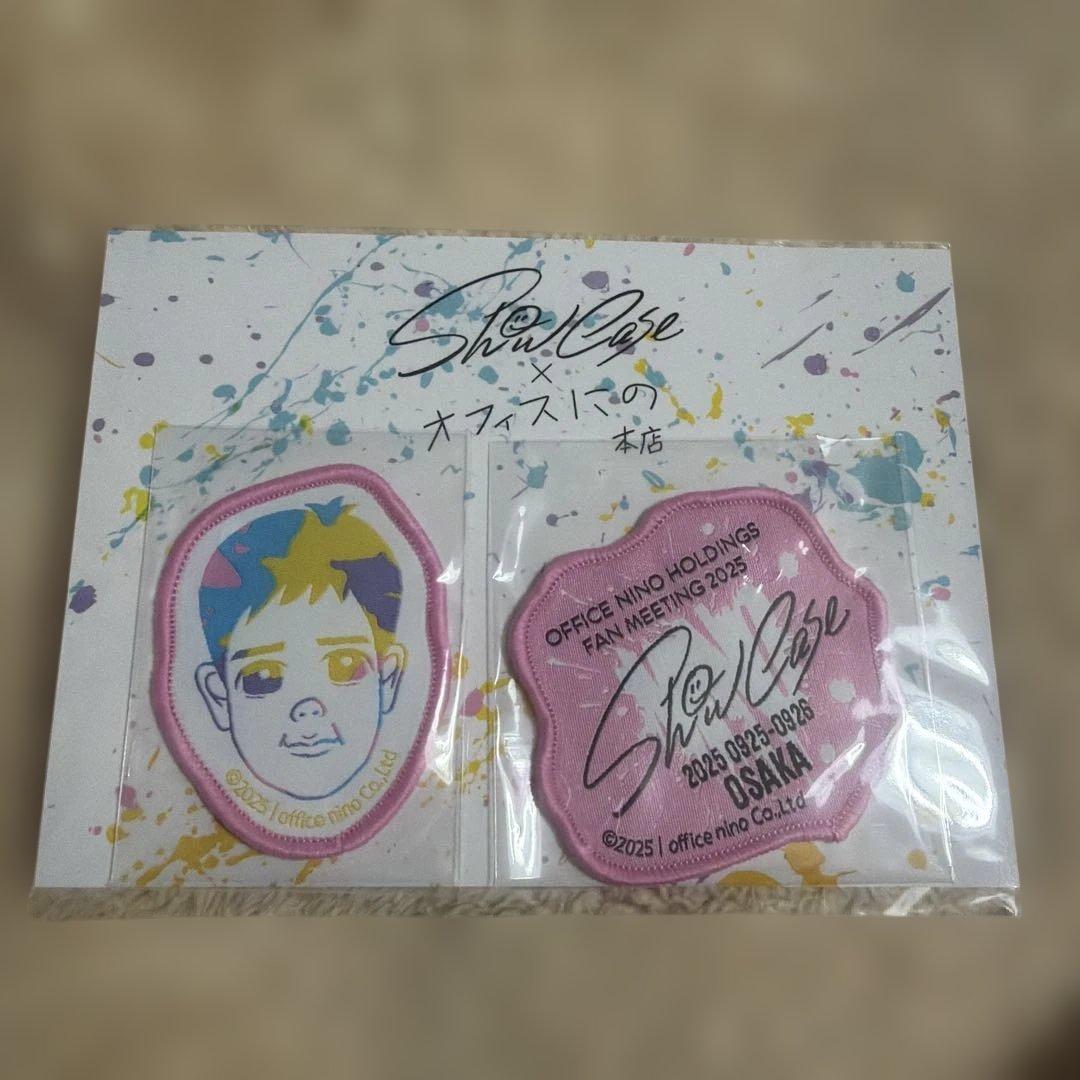 ShowCase
×
オフィスにの
本店
©2025 | office nino Co.,Ltd
OFFICE NINO HOLDINGS
FAN MEETING 2025
ShowCase
2025 0925-0926
OSAKA
©2025 | office nino Co.,Ltd